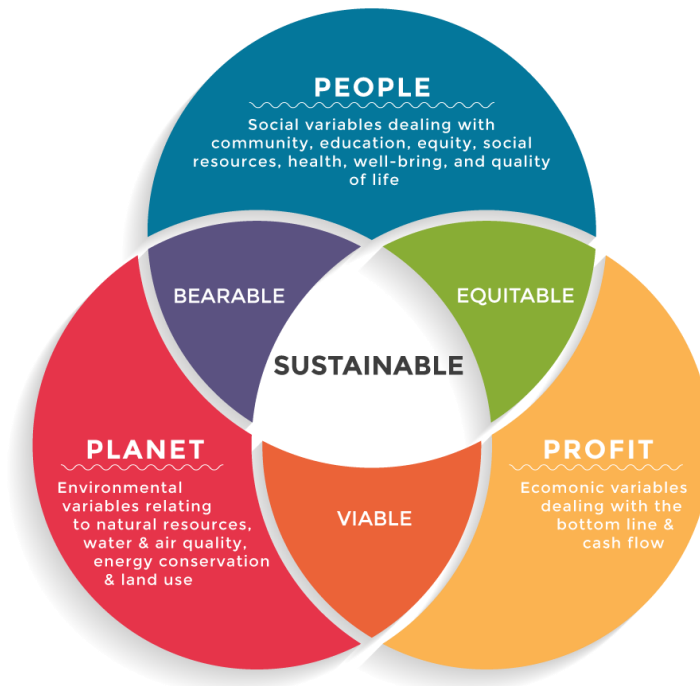 PEOPLE
Social variables dealing with
community, education, equity, social
resources, health, well-bring, and quality
of life
BEARABLE
EQUITABLE
SUSTAINABLE
PLANET
Environmental
variables relating
to natural resources,
water & air quality,
energy conservation
& land use
PROFIT
Ecomonic variables
dealing with the
bottom line &
cash flow
VIABLE